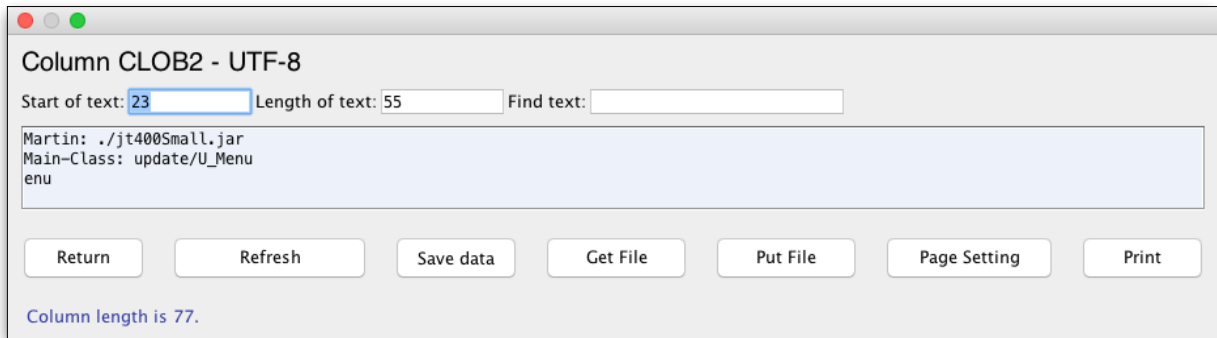 Column CLOB2 - UTF-8
Start of text: 23 Length of text: 55 Find text:
Martin: ./jt400Small.jar
Main-Class: update/U_Menu
enu
Return Refresh Save data Get File Put File Page Setting Print
Column length is 77.